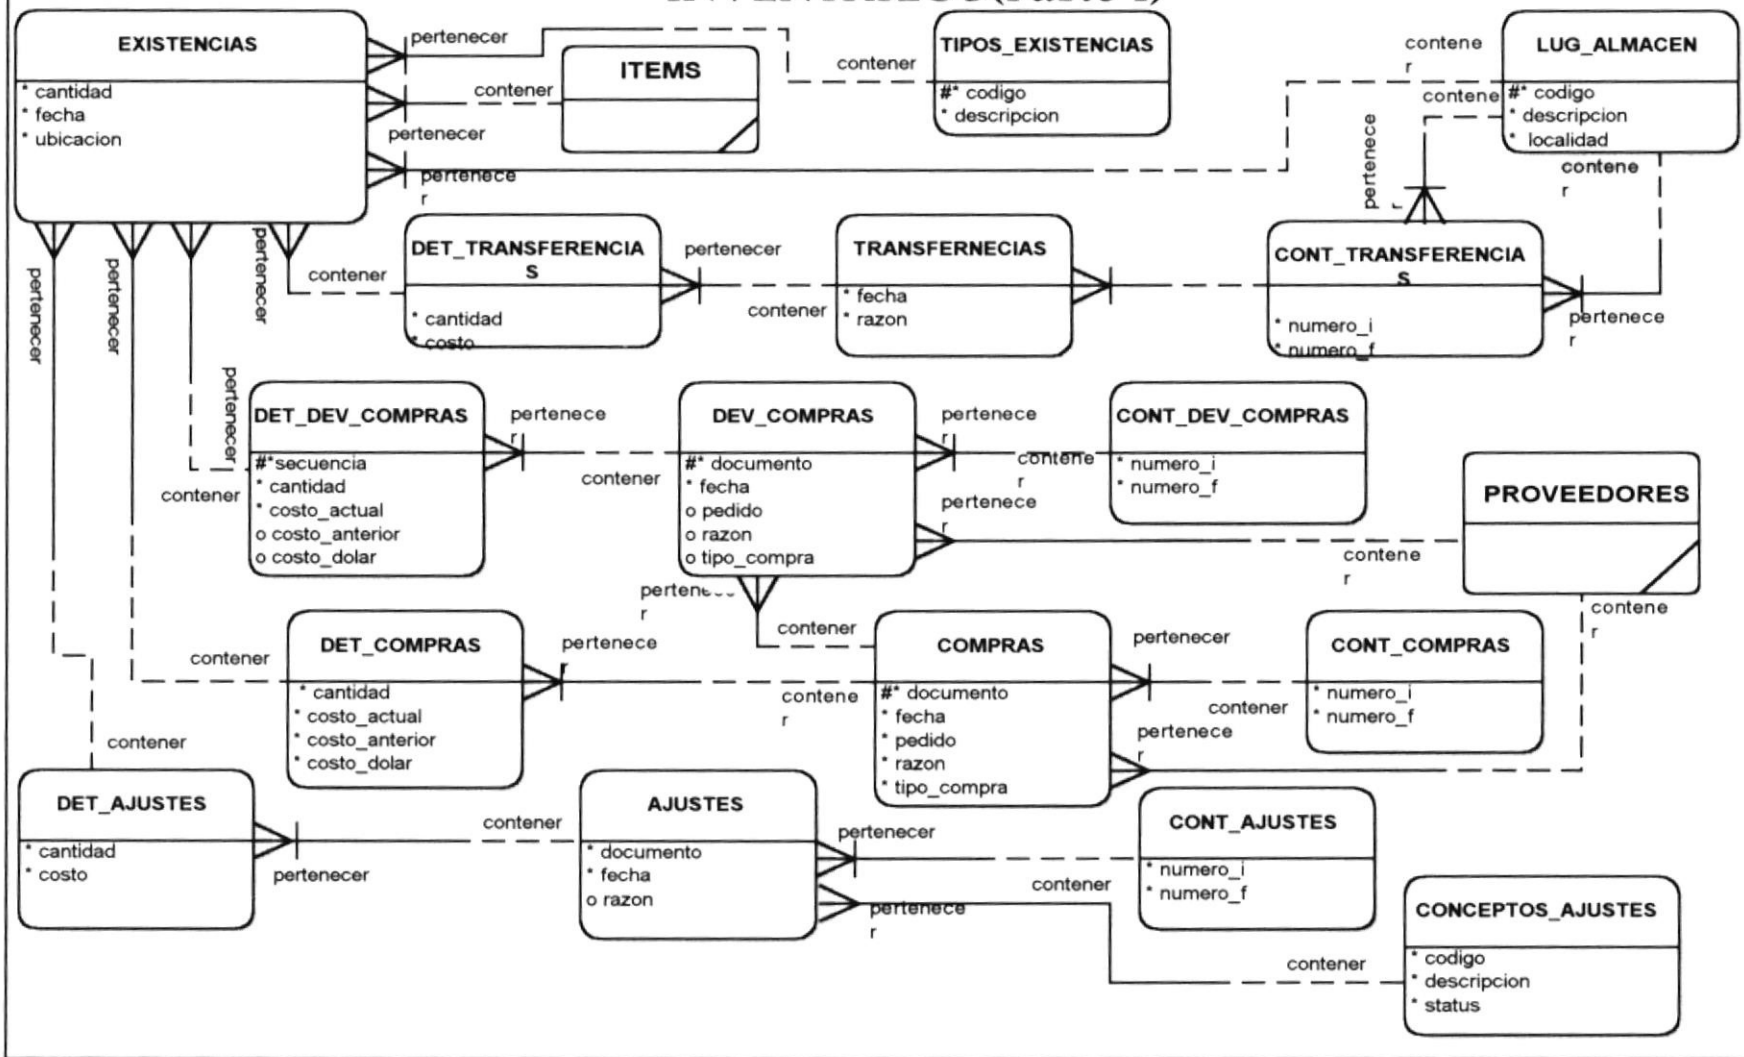 EXISTENCIAS
* cantidad
* fecha
* ubicacion
pertenecer
contener
pertenecer
pertenece
r
ITEMS
contener
TIPOS_EXISTENCIAS
#* codigo
* descripcion
contene
r
contene
LUG_ALMACEN
#* codigo
* descripcion
* localidad
contene
r
pertenece
r
pertenecer
pertenecer
pertenecer
contener
DET_TRANSFERENCIA
S
* cantidad
* costo
pertenecer
contener
TRANSFERNECIAS
* fecha
* razon
CONT_TRANSFERENCIA
S
* numero_i
* numero_f
pertenece
r
pertenecer
contener
DET_DEV_COMPRAS
#*secuencia
* cantidad
* costo_actual
o costo_anterior
o costo_dolar
pertenece
r
contener
DEV_COMPRAS
#* documento
* fecha
o pedido
o razon
o tipo_compra
pertenece
r
contene
r
pertenece
r
CONT_DEV_COMPRAS
* numero_i
* numero_f
contene
r
PROVEEDORES
contene
r
r
contener
contener
DET_COMPRAS
* cantidad
* costo_actual
* costo_anterior
* costo_dolar
pertenece
r
contene
r
COMPRAS
#* documento
* fecha
* pedido
* razon
* tipo_compra
pertenecer
contener
pertenece
r
CONT_COMPRAS
* numero_i
* numero_f
contener
DET_AJUSTES
* cantidad
* costo
contener
pertenecer
AJUSTES
* documento
* fecha
o razon
pertenecer
contener
pertenece
r
CONT_AJUSTES
* numero_i
* numero_f
contener
CONCEPTOS_AJUSTES
* codigo
* descripcion
* status